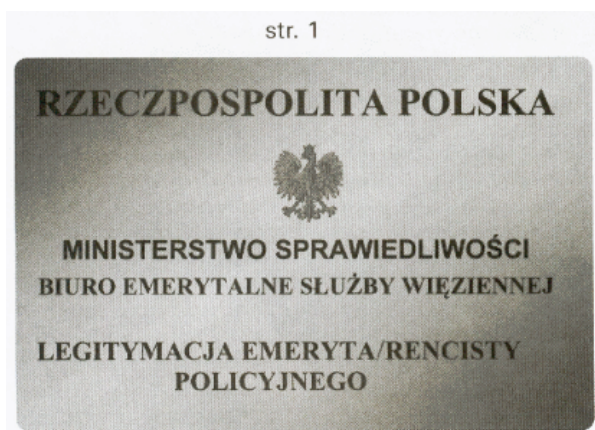 str. 1
RZECZPOSPOLITA POLSKA
MINISTERSTWO SPRAWIEDLIWOŚCI
BIURO EMERYTALNE SŁUŻBY WIĘZIENNEJ
LEGITYMACJA EMERYTA/RENCISTY
POLICYJNEGO